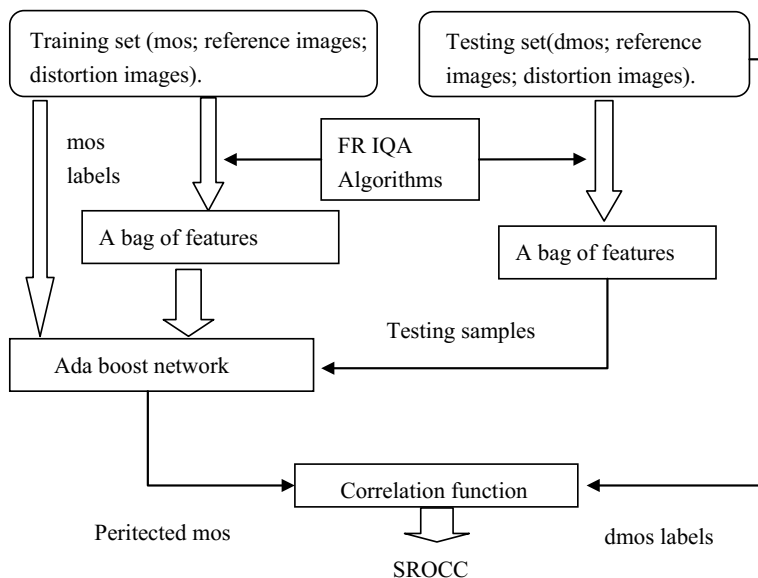 Training set (mos; reference images;
distortion images).
Testing set(dmos; reference
images; distortion images).
mos
labels
FR IQA
Algorithms
A bag of features
A bag of features
Testing samples
Ada boost network
Correlation function
Peritected mos
dmos labels
SROCC